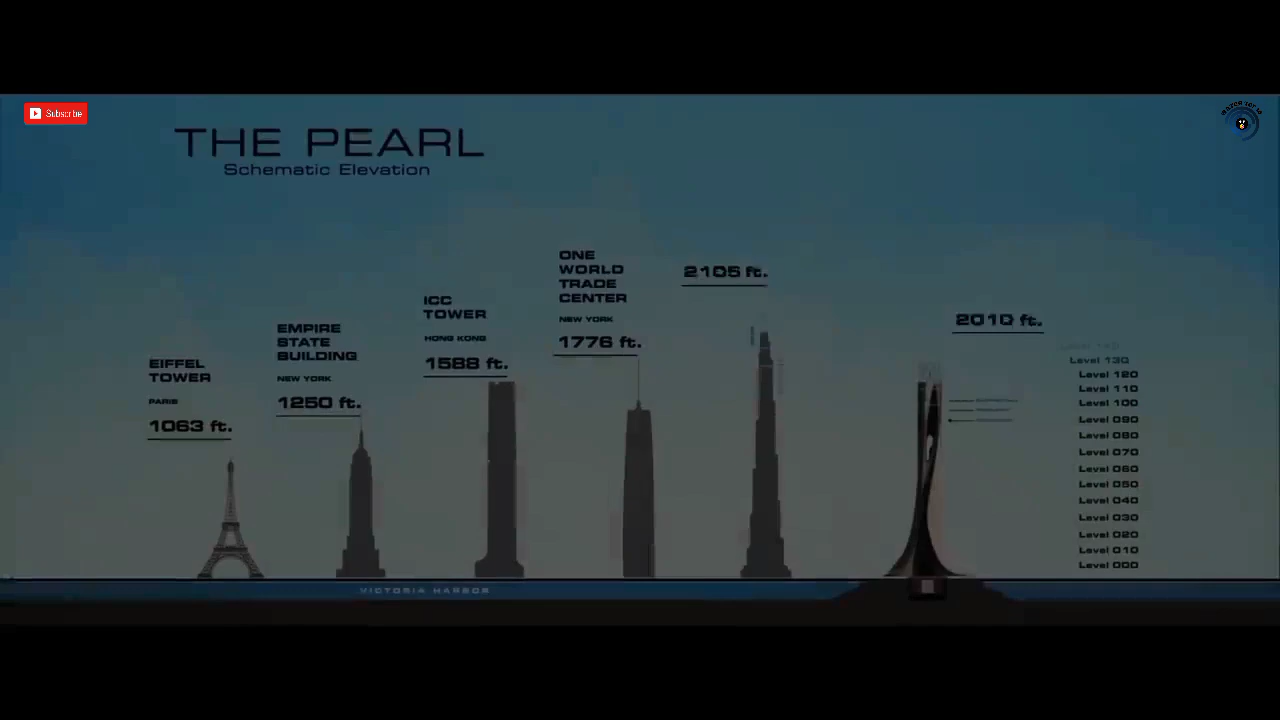 Subscribe
THE PEARL
Schematic Elevation
EIFFEL
TOWER
PARIS
1063 ft.
EMPIRE
STATE
BUILDING
NEW YORK
1250 ft.
ICC
TOWER
HONG KONG
1588 ft.
ONE
WORLD
TRADE
CENTER
NEW YORK
1776 ft.
2105 ft.
2010 ft.
Level 140
Level 130
Level 120
Level 110
Level 100
Level 090
Level 080
Level 070
Level 060
Level 050
Level 040
Level 030
Level 020
Level 010
Level 000
VICTORIA HARBOR